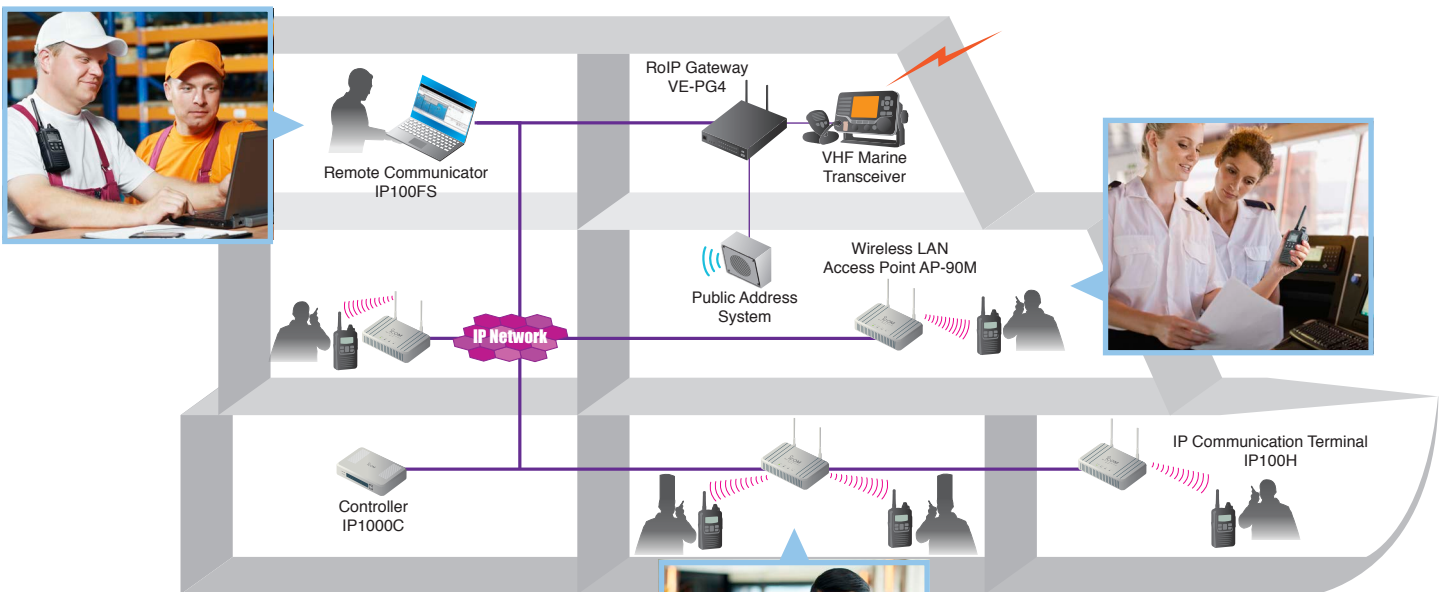 RoIP Gateway
VE-PG4
Remote Communicator
IP100FS
VHF Marine
Transceiver
Wireless LAN
Access Point AP-90M
Public Address
System
IP Network
IP Communication Terminal
IP100H
Controller
IP1000C